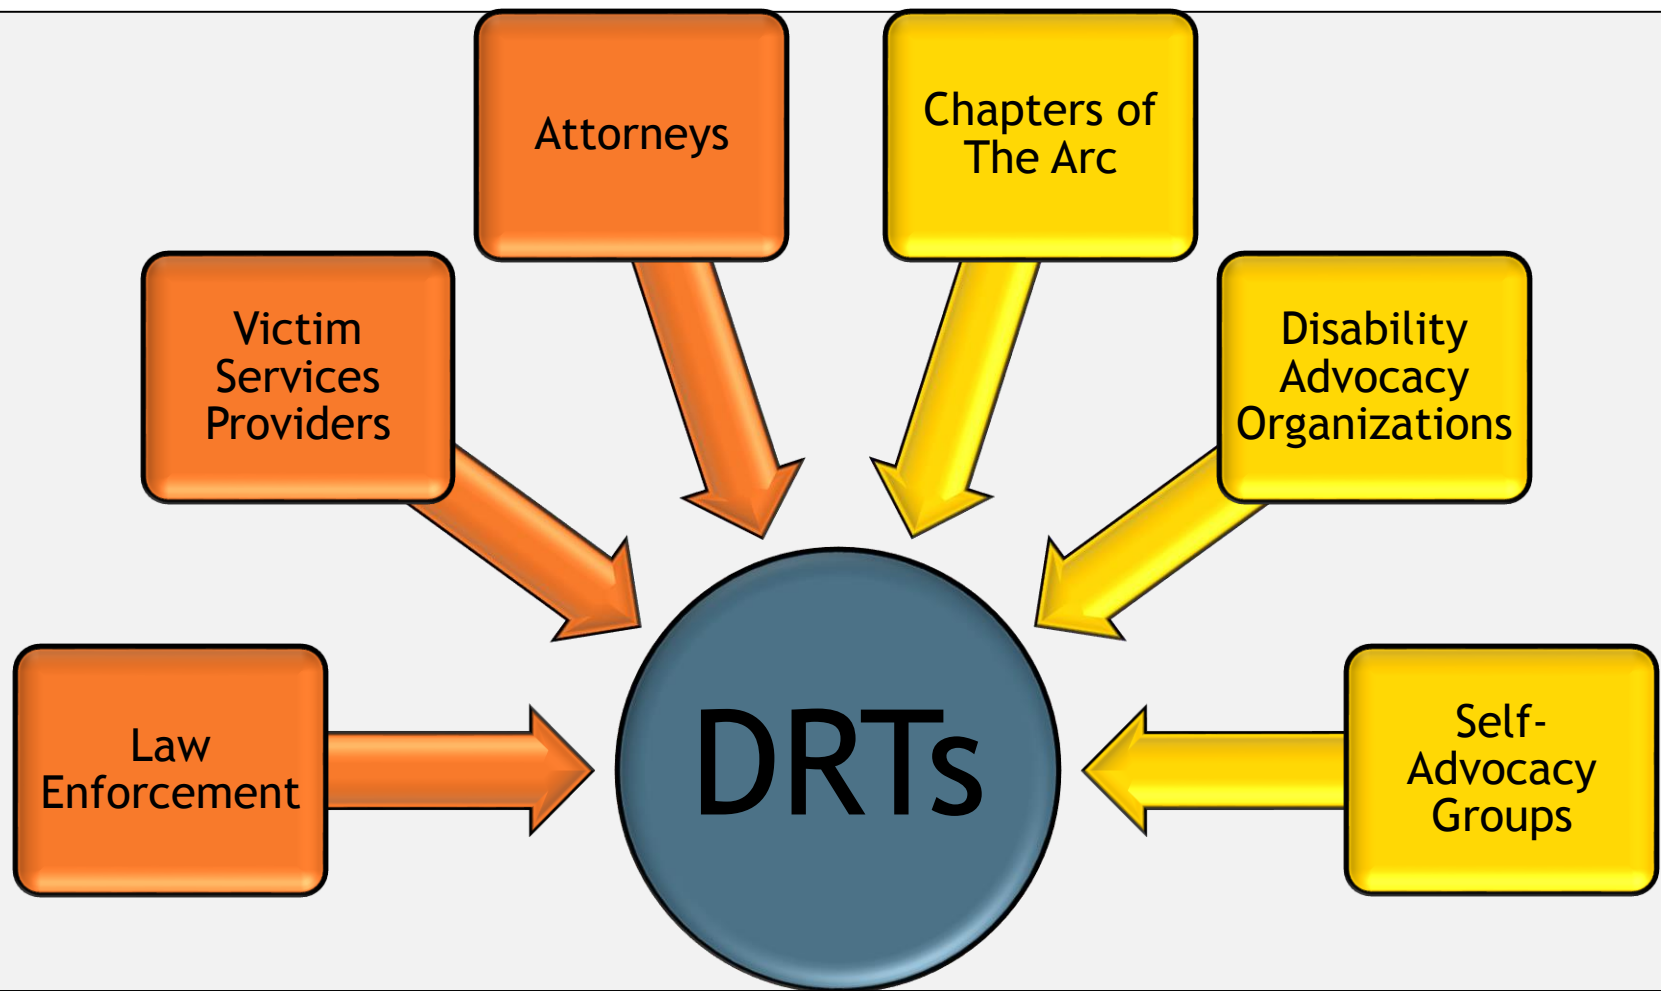 Attorneys
Chapters of
The Arc
Victim
Services
Providers
Disability
Advocacy
Organizations
Law
Enforcement
DRTs
Self-
Advocacy
Groups